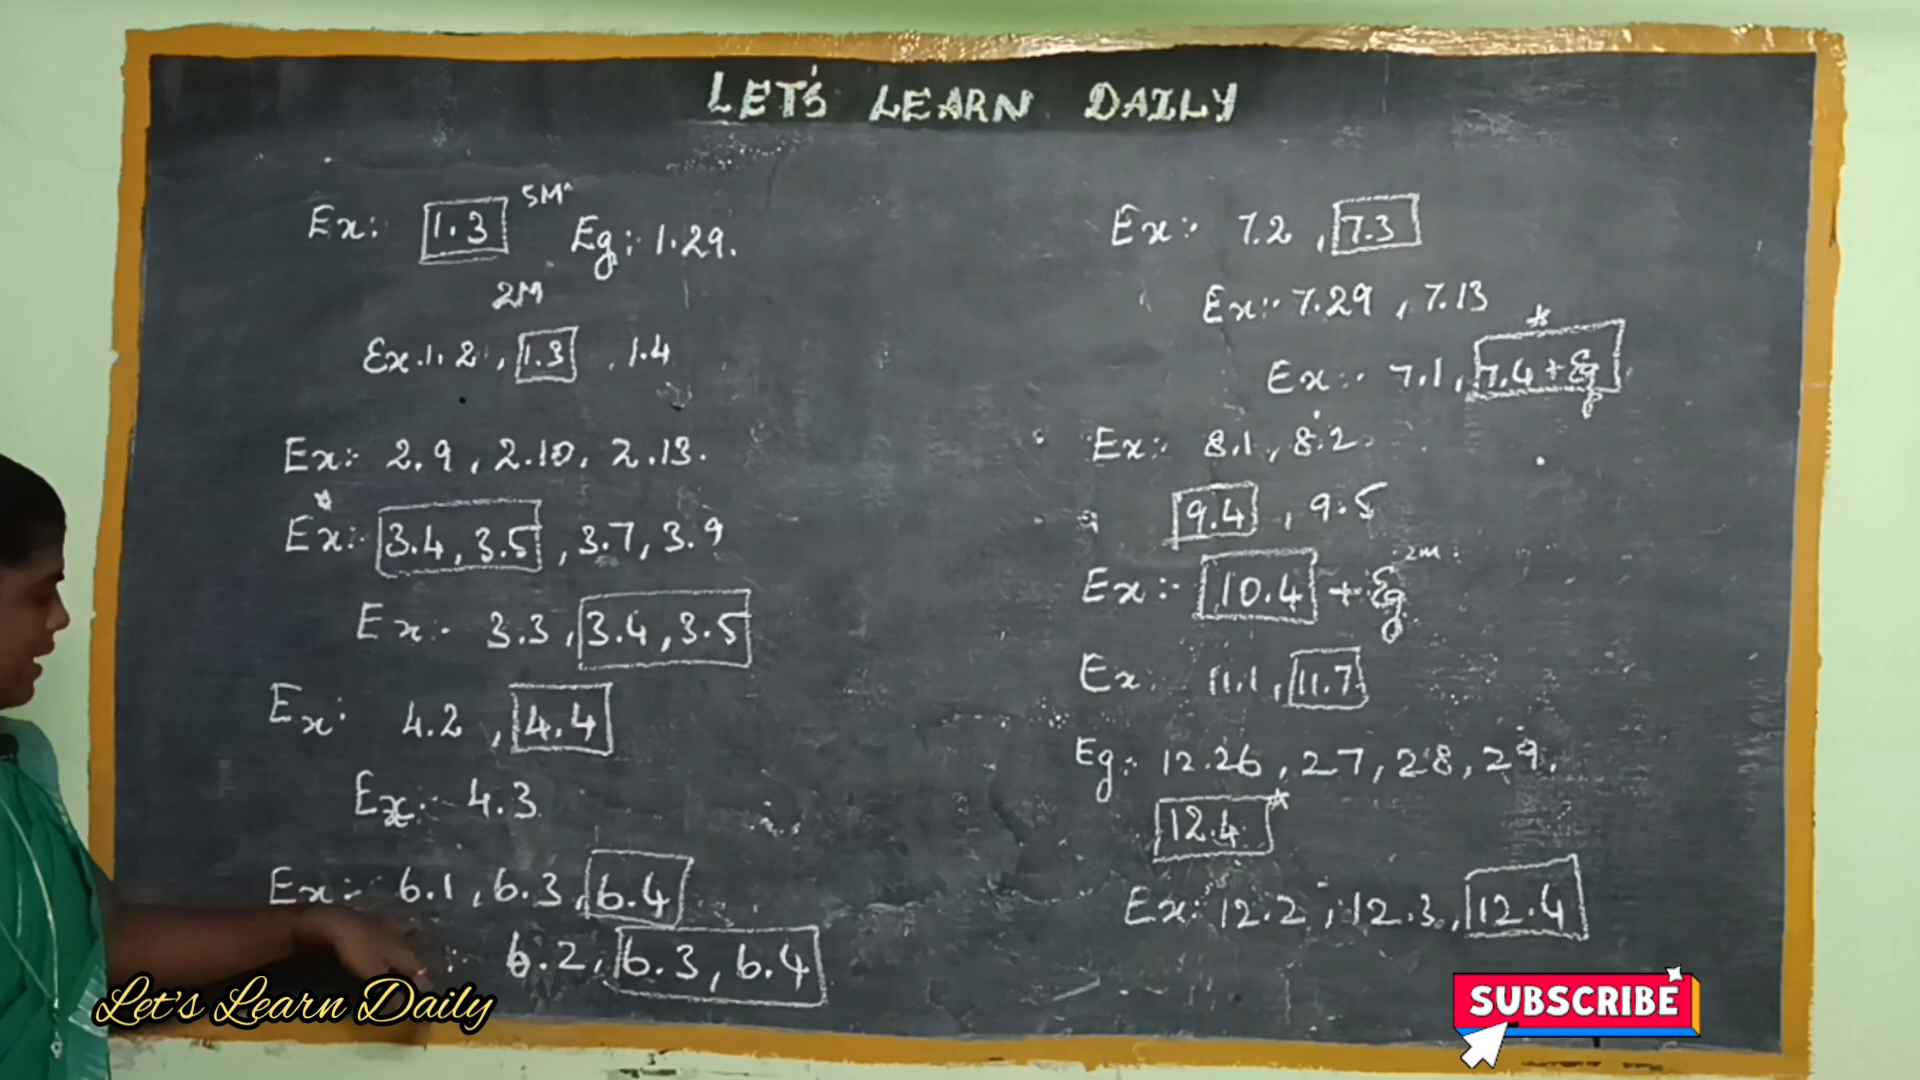 LET'S LEARN DAILY
Ex: 1.3 5M Eg: 1.29.
2M
Ex. 1.2, 1.3, 1.4
Ex:- 2.9, 2.10, 2.13.
Ex:- 3.4, 3.5, 3.7, 3.9
Ex:- 3.3, 3.4, 3.5
Ex: 4.2, 4.4
Ex:- 4.3
Ex:- 6.1, 6.3, 6.4
6.2, 6.3, 6.4
Ex:- 7.2, 7.3
Ex:- 7.29, 7.13
Ex:- 7.1, 7.4 + Eg
Ex:- 8.1, 8.2
9.4, 9.5
Ex:- 10.4 + Eg 2M
Ex: 11.1, 11.7
Eg:- 12.26, 27, 28, 29.
12.4
Ex:- 12.2, 12.3, 12.4
Let's Learn Daily
SUBSCRIBE